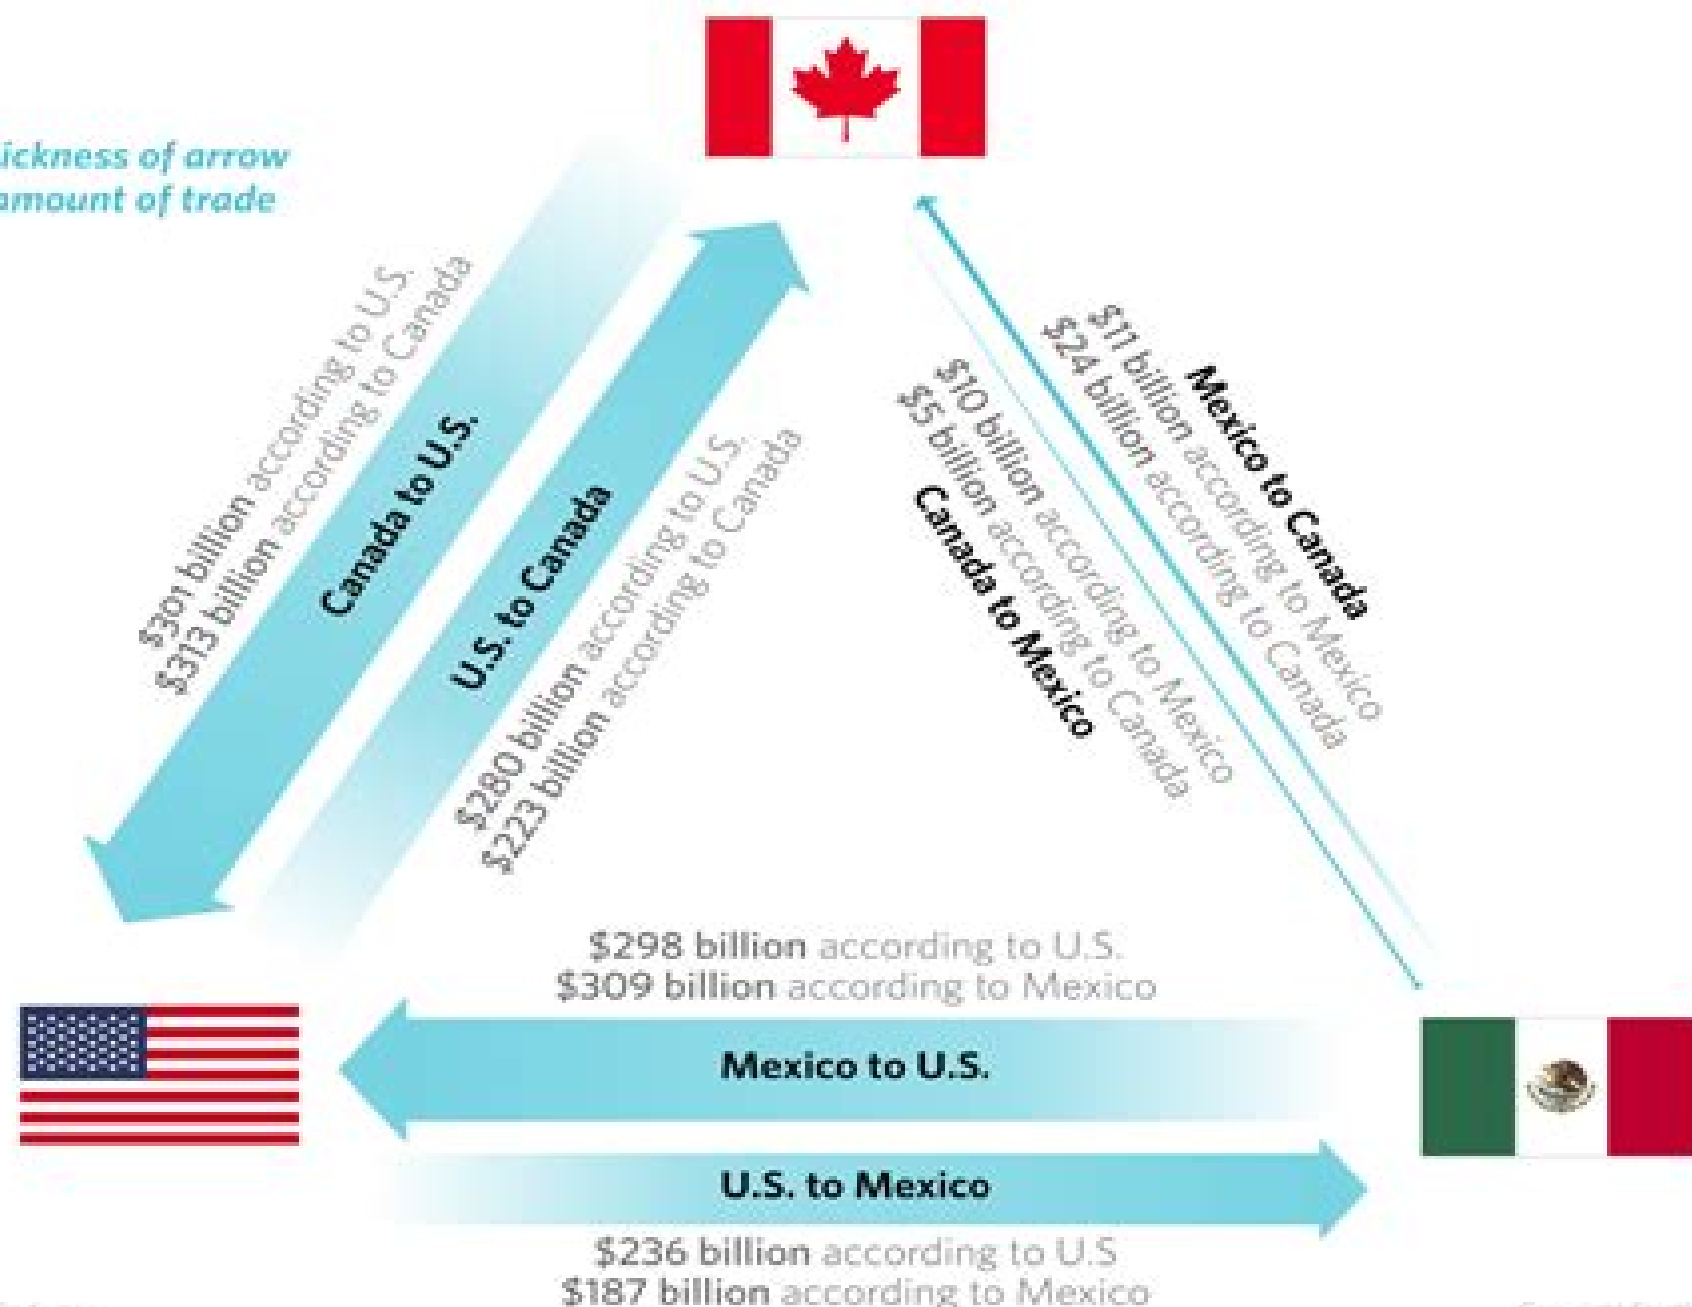 ickness of arrow
amount of trade
$301 billion according to U.S.
$313 billion according to Canada
Canada to U.S.
U.S. to Canada
$280 billion according to U.S.
$223 billion according to Canada
Mexico to Canada
$11 billion according to Mexico
$24 billion according to Canada
$10 billion according to Mexico
$5 billion according to Canada
Canada to Mexico
$298 billion according to U.S.
$309 billion according to Mexico
Mexico to U.S.
U.S. to Mexico
$236 billion according to U.S
$187 billion according to Mexico